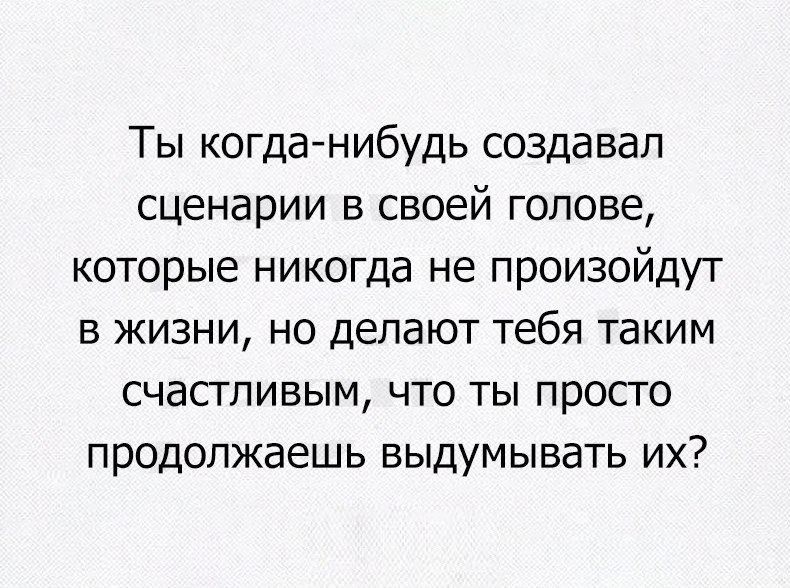 Ты когда-нибудь создавал
сценарии в своей голове,
которые никогда не произойдут
в жизни, но делают тебя таким
счастливым, что ты просто
продолжаешь выдумывать их?